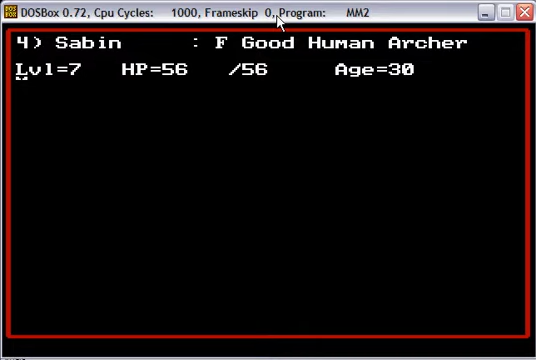 DOSBox 0.72, Cpu Cycles: 1000, Frameskip 0, Program: MM2
4) Sabin : F Good Human Archer
Lvl=7 HP=56 /56 Age=30